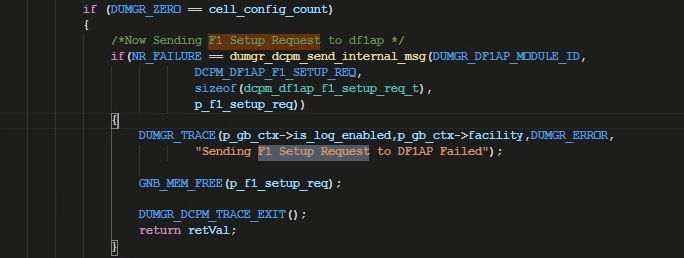 if (DUMGR_ZERO == cell_config_count)
{
/*Now Sending F1 Setup Request to df1ap */
if(NR_FAILURE == dumgr_dcpm_send_internal_msg(DUMGR_DF1AP_MODULE_ID,
DCPM_DF1AP_F1_SETUP_REQ,
sizeof(dcpm_df1ap_f1_setup_req_t),
p_f1_setup_req))
{
DUMGR_TRACE(p_gb_ctx->is_log_enabled,p_gb_ctx->facility,DUMGR_ERROR,
"Sending F1 Setup Request to DF1AP Failed");
GNB_MEM_FREE(p_f1_setup_req);
DUMGR_DCPM_TRACE_EXIT();
return retVal;
}